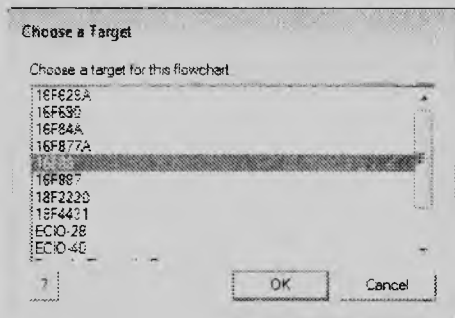 Choose a Target
Choose a target for this flowchart
16F628A
16F84A
16F877A
16F887
18F2220
18F4431
ECIO-28
ECIO-40
?
OK Cancel